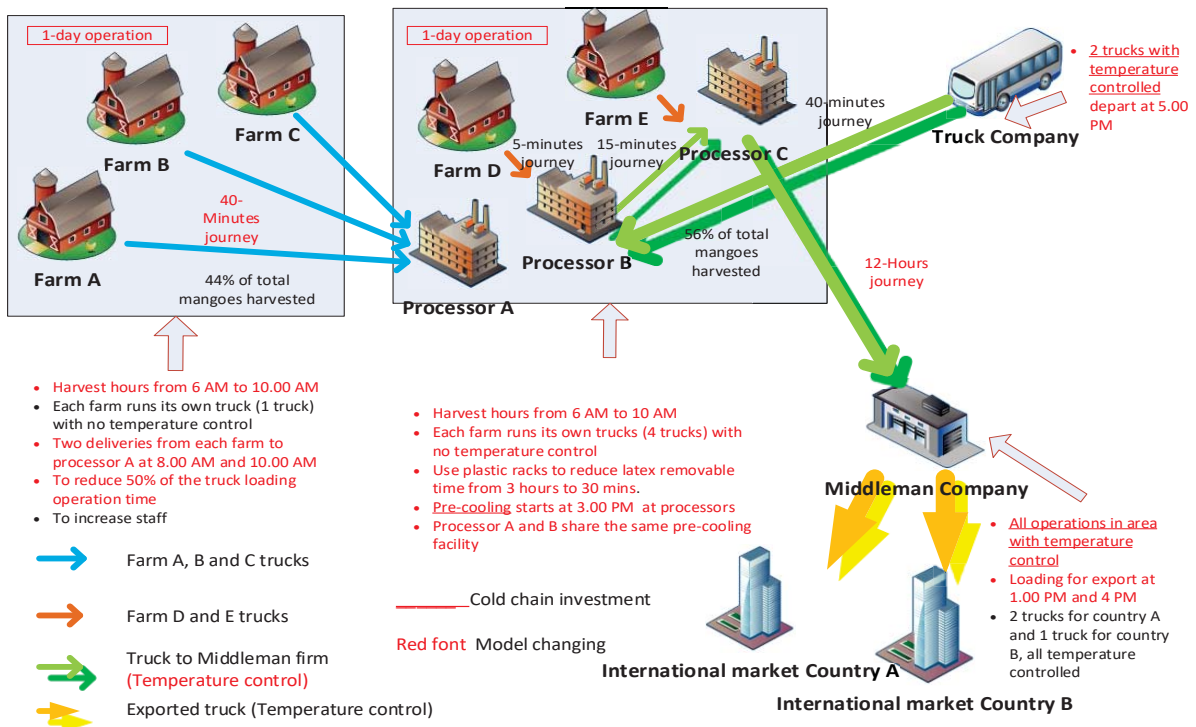 1-day operation
Farm C
Farm B
40-
Minutes
journey
Farm A
44% of total
mangoes harvested
1-day operation
Farm E
40-minutes
journey
5-minutes
journey
15-minutes
journey
Processor C
Farm D
Processor B
56% of total
mangoes
harvested
Processor A
Truck Company
• 2 trucks with
temperature
controlled
depart at 5.00
PM
12-Hours
journey
• Harvest hours from 6 AM to 10.00 AM
• Each farm runs its own truck (1 truck)
with no temperature control
• Two deliveries from each farm to
processor A at 8.00 AM and 10.00 AM
• To reduce 50% of the truck loading
operation time
• To increase staff
• Harvest hours from 6 AM to 10 AM
• Each farm runs its own trucks (4 trucks) with
no temperature control
• Use plastic racks to reduce latex removable
time from 3 hours to 30 mins.
• Pre-cooling starts at 3.00 PM at processors
• Processor A and B share the same pre-cooling
facility
Middleman Company
• All operations in area
with temperature
control
• Loading for export at
1.00 PM and 4 PM
• 2 trucks for country A
and 1 truck for country
B, all temperature
controlled
Farm A, B and C trucks
Farm D and E trucks
Truck to Middleman firm
(Temperature control)
Exported truck (Temperature control)
Cold chain investment
Red font Model changing
International market Country A
International market Country B